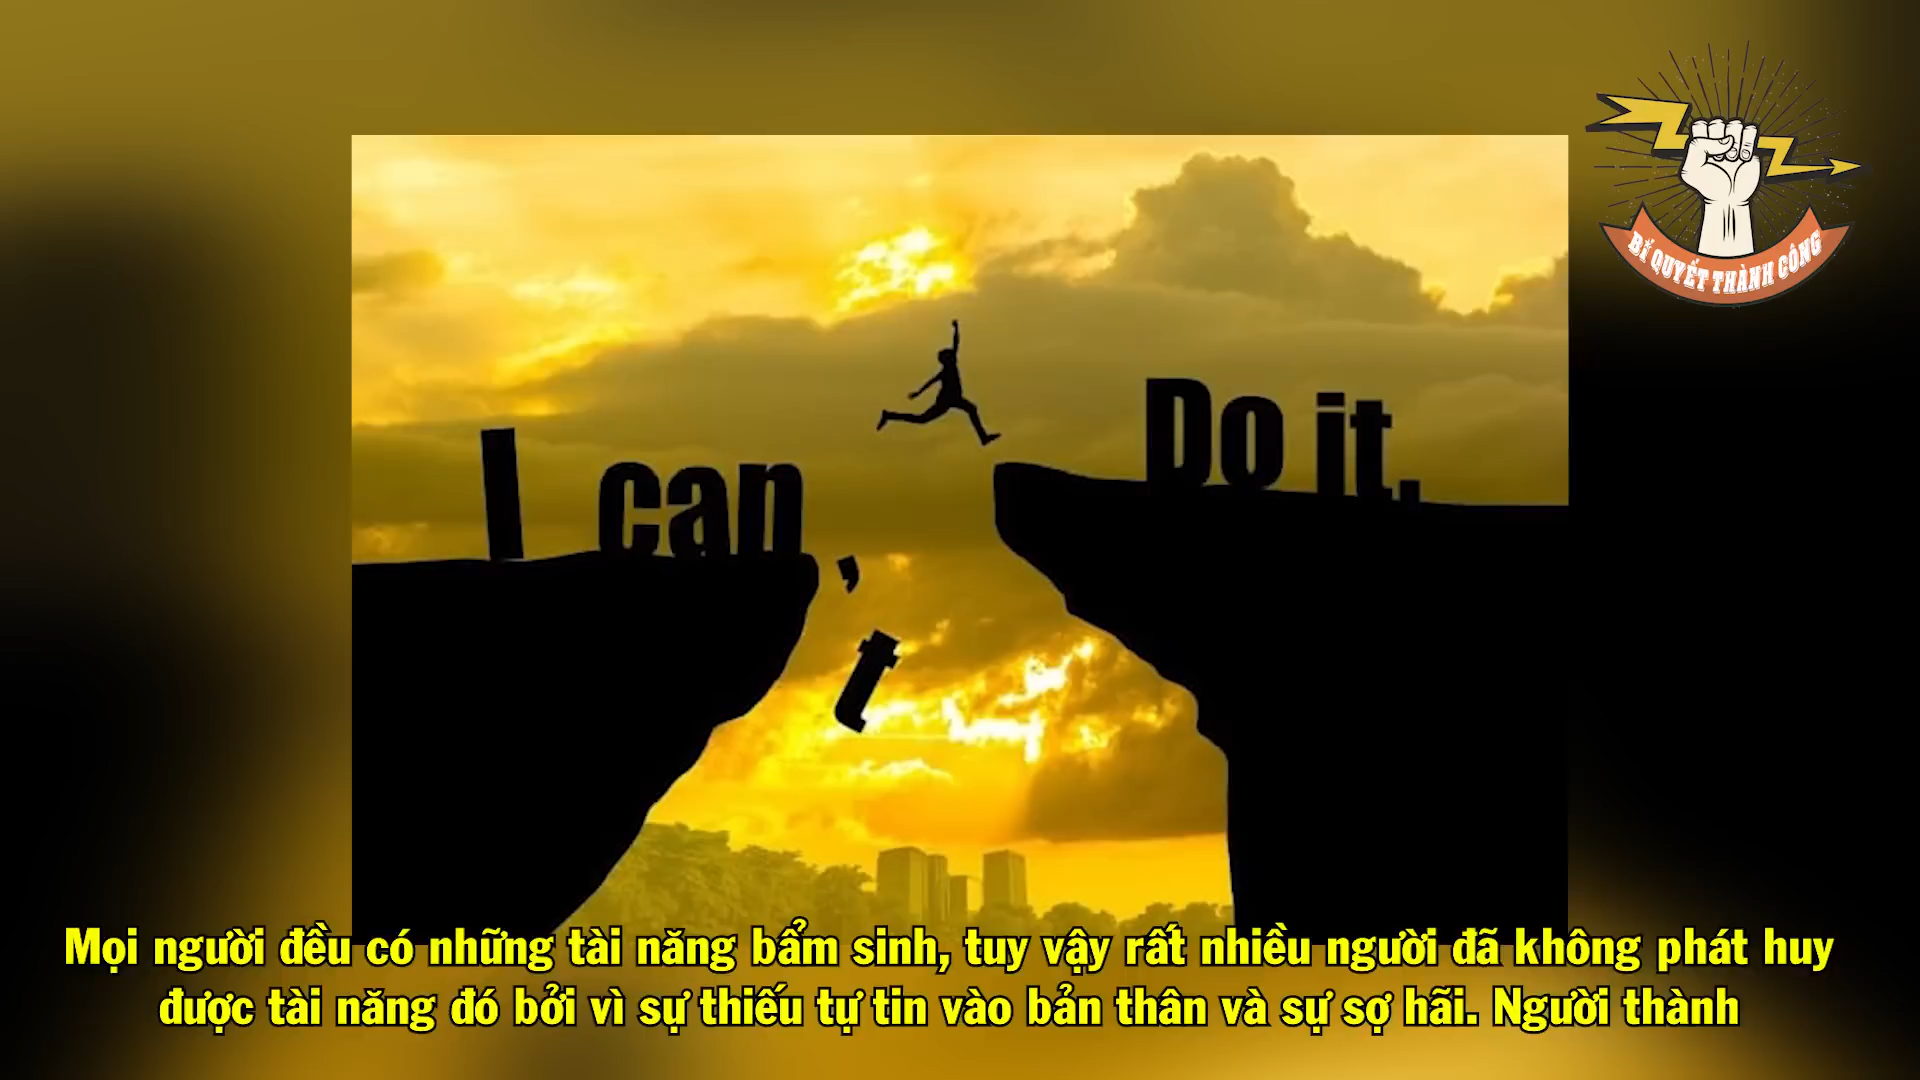 BÍ QUYẾT THÀNH CÔNG
I can't
Do it.
Mọi người đều có những tài năng bẩm sinh, tuy vậy rất nhiều người đã không phát huy
được tài năng đó bởi vì sự thiếu tự tin vào bản thân và sự sợ hãi. Người thành